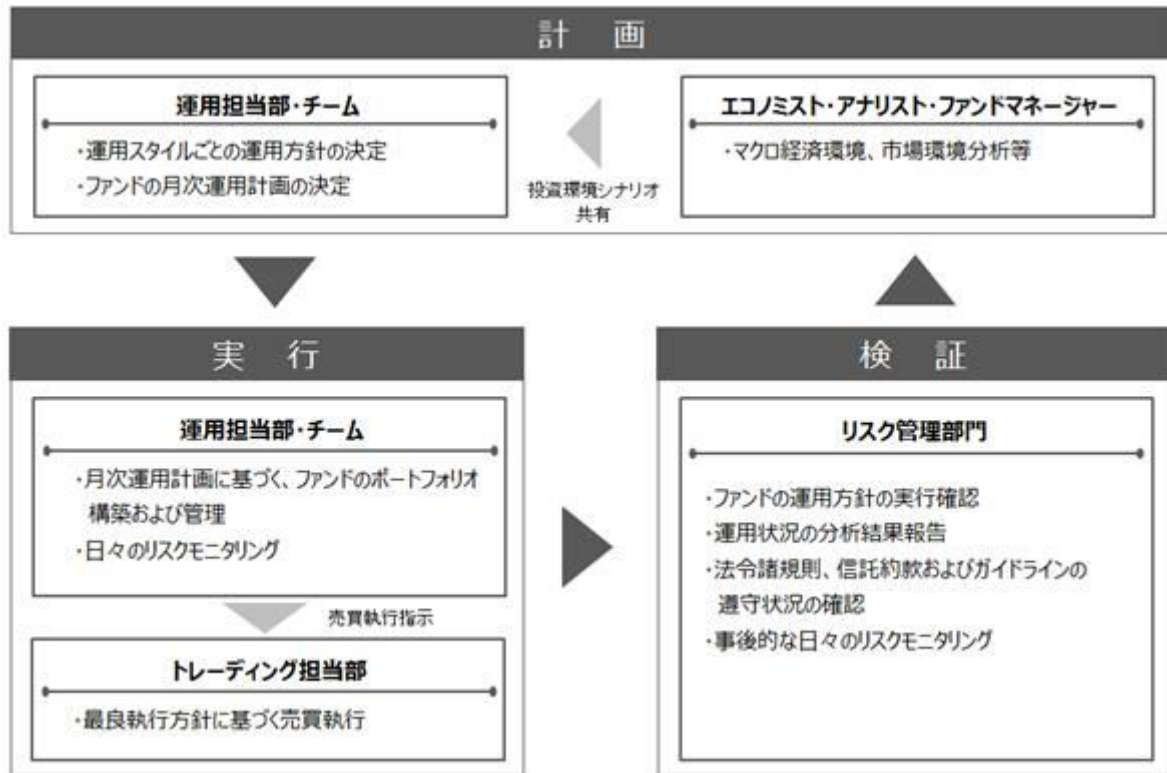 計 画
運用担当部・チーム
・運用スタイルごとの運用方針の決定
・ファンドの月次運用計画の決定
投資環境シナリオ
共有
エコノミスト・アナリスト・ファンドマネージャー
・マクロ経済環境、市場環境分析等
実 行
運用担当部・チーム
・月次運用計画に基づく、ファンドのポートフォリオ
構築および管理
・日々のリスクモニタリング
売買執行指示
トレーディング担当部
・最良執行方針に基づく売買執行
検 証
リスク管理部門
・ファンドの運用方針の実行確認
・運用状況の分析結果報告
・法令諸規則、信託約款およびガイドラインの
遵守状況の確認
・事後的な日々のリスクモニタリング